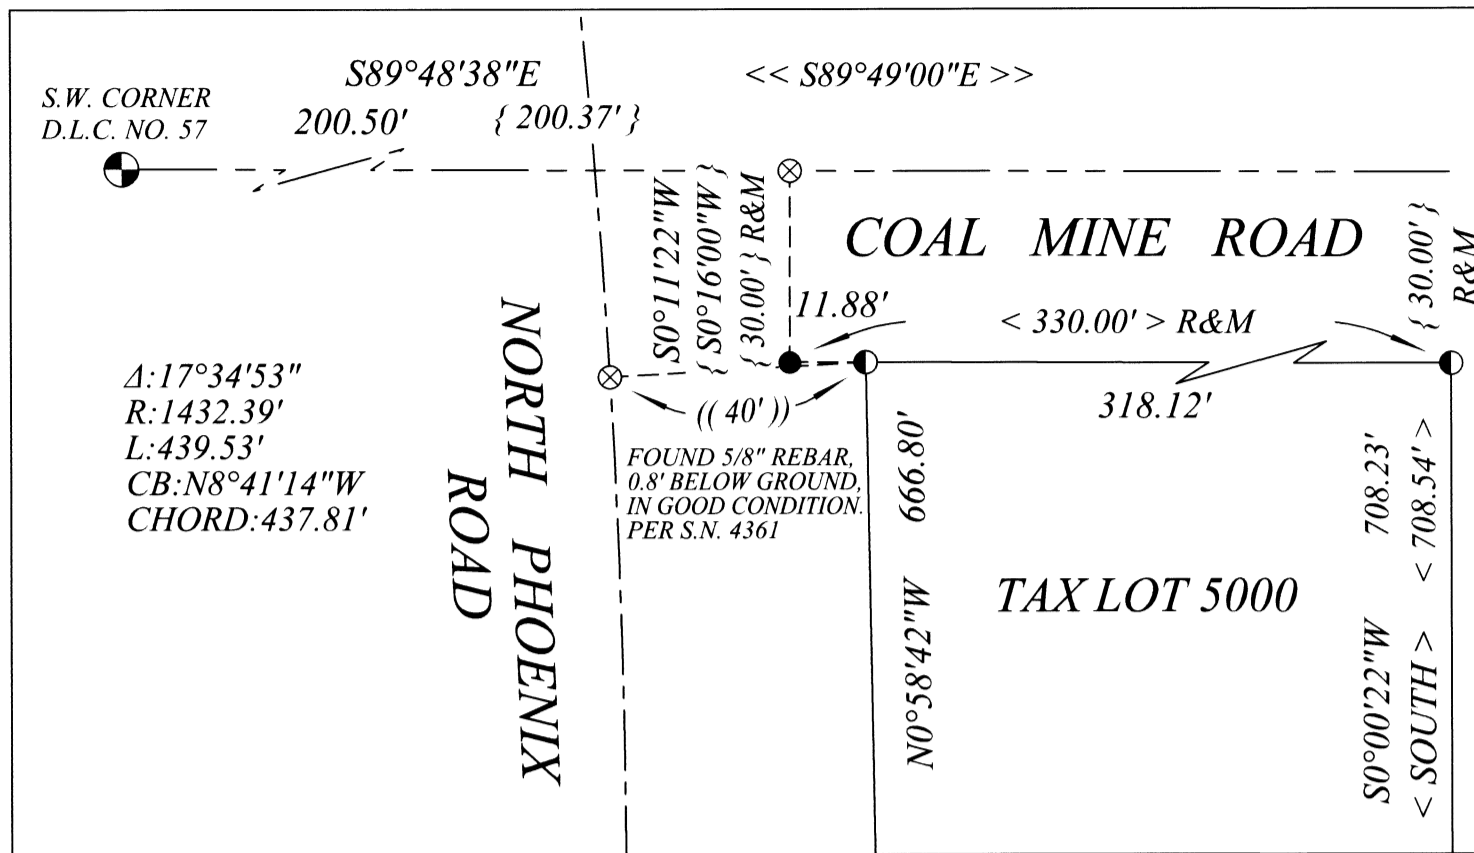 S.W. CORNER
D.L.C. NO. 57
S89°48'38"E
200.50'
{ 200.37' }
<< S89°49'00"E >>
S0°11'22"W
{ S0°16'00"W }
{ 30.00' } R&M
COAL MINE ROAD
{ 30.00' }
R&M
11.88'
< 330.00' > R&M
318.12'
(( 40' ))
FOUND 5/8" REBAR,
0.8' BELOW GROUND,
IN GOOD CONDITION.
PER S.N. 4361
Δ:17°34'53"
R:1432.39'
L:439.53'
CB:N8°41'14"W
CHORD:437.81'
NORTH PHOENIX
ROAD
N0°58'42"W 666.80'
TAX LOT 5000
S0°00'22"W 708.23'
< SOUTH > < 708.54' >